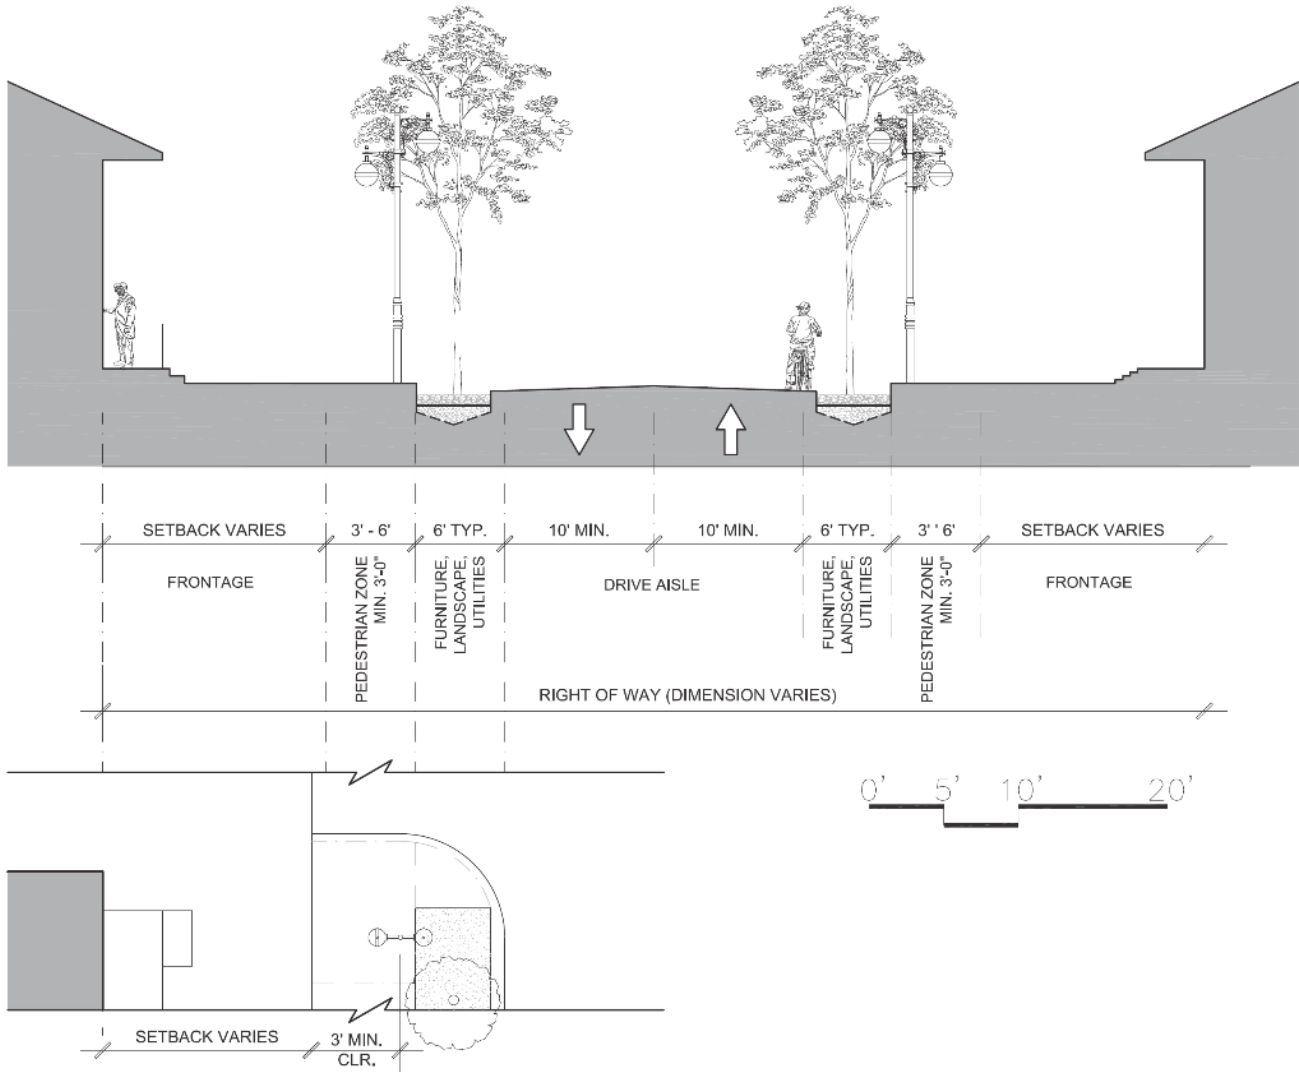 SETBACK VARIES
3' - 6'
6' TYP.
10' MIN.
10' MIN.
6' TYP.
3' ' 6'
SETBACK VARIES
FRONTAGE
PEDESTRIAN ZONE
MIN. 3'-0"
FURNITURE,
LANDSCAPE,
UTILITIES
DRIVE AISLE
FURNITURE,
LANDSCAPE,
UTILITIES
PEDESTRIAN ZONE
MIN. 3'-0"
FRONTAGE
RIGHT OF WAY (DIMENSION VARIES)
0' 5' 10' 20'
SETBACK VARIES
3' MIN.
CLR.